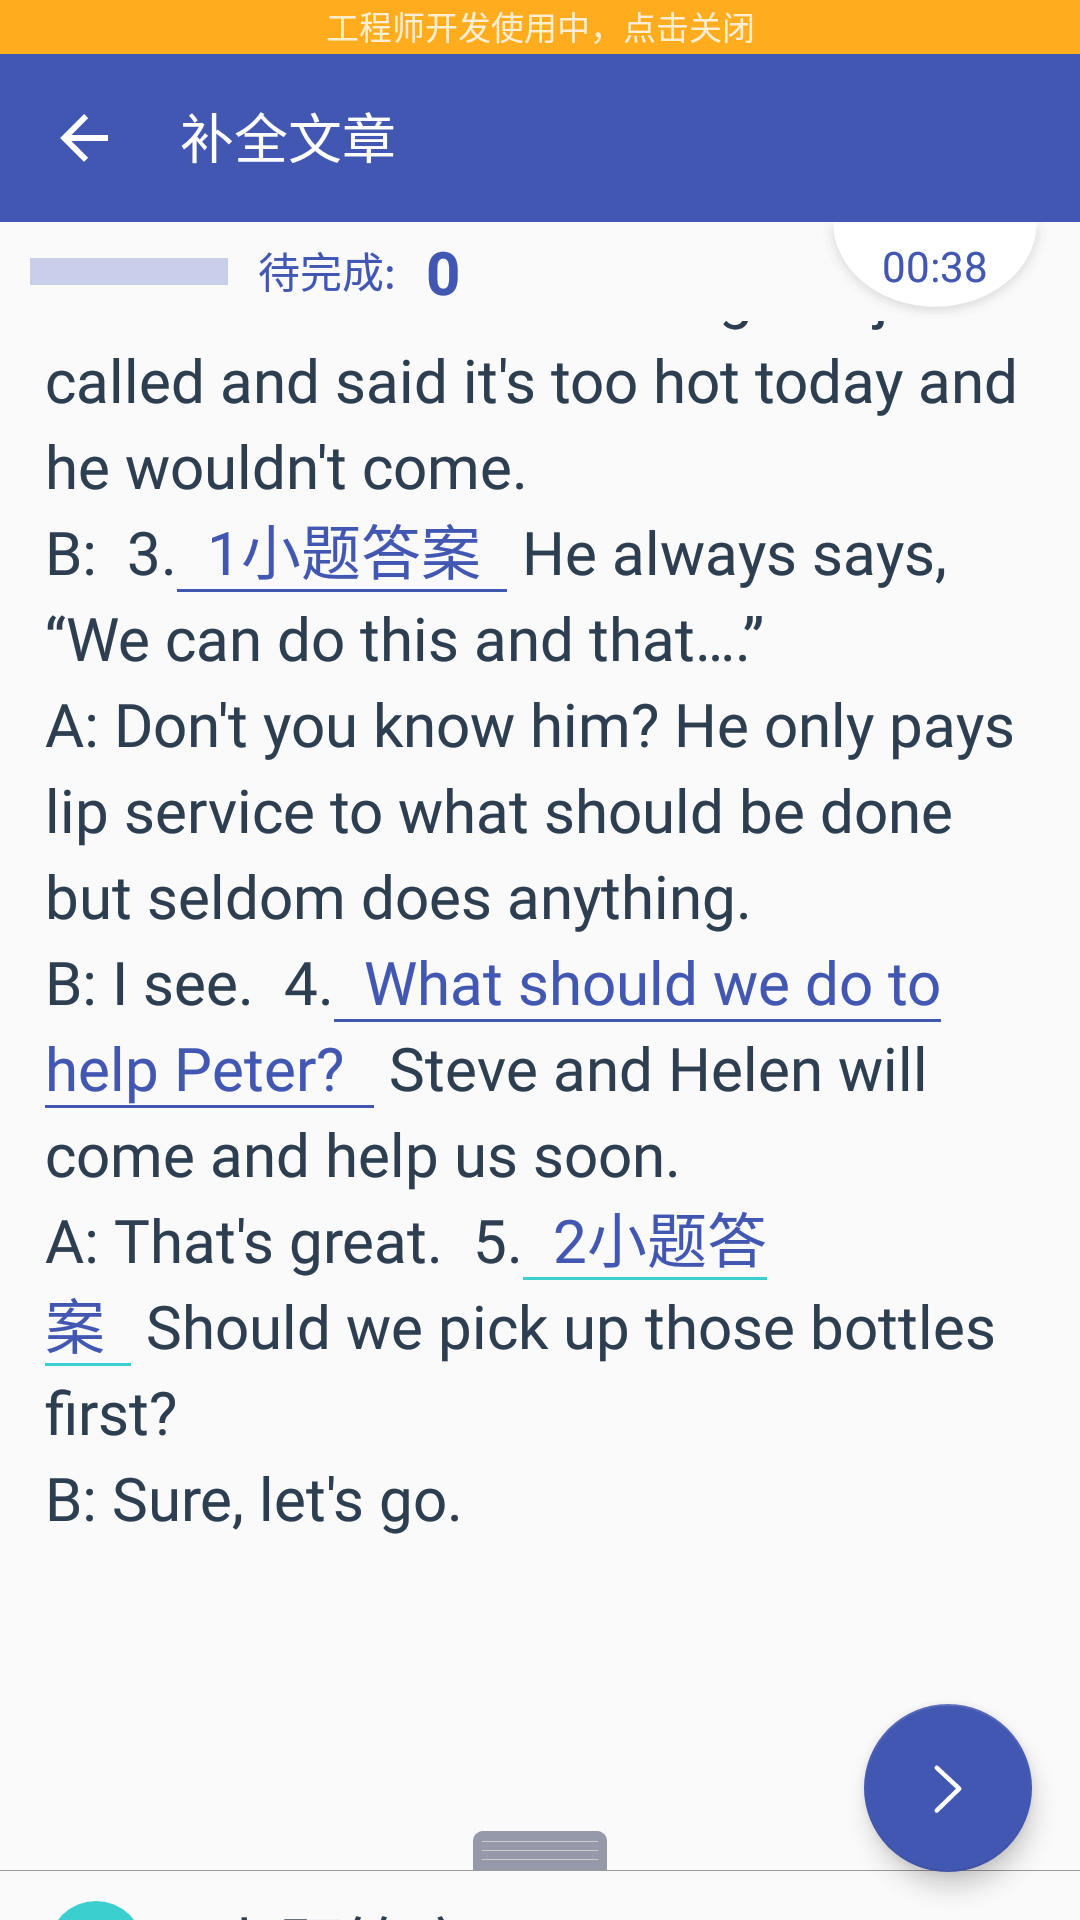 工程师开发使用中，点击关闭
补全文章
待完成: 0
00:38
called and said it's too hot today and
he wouldn't come.
B:  3.  1小题答案   He always says,
“We can do this and that….”
A: Don't you know him? He only pays
lip service to what should be done
but seldom does anything.
B: I see.  4.  What should we do to
help Peter?   Steve and Helen will
come and help us soon.
A: That's great.  5.  2小题答
案   Should we pick up those bottles
first?
B: Sure, let's go.